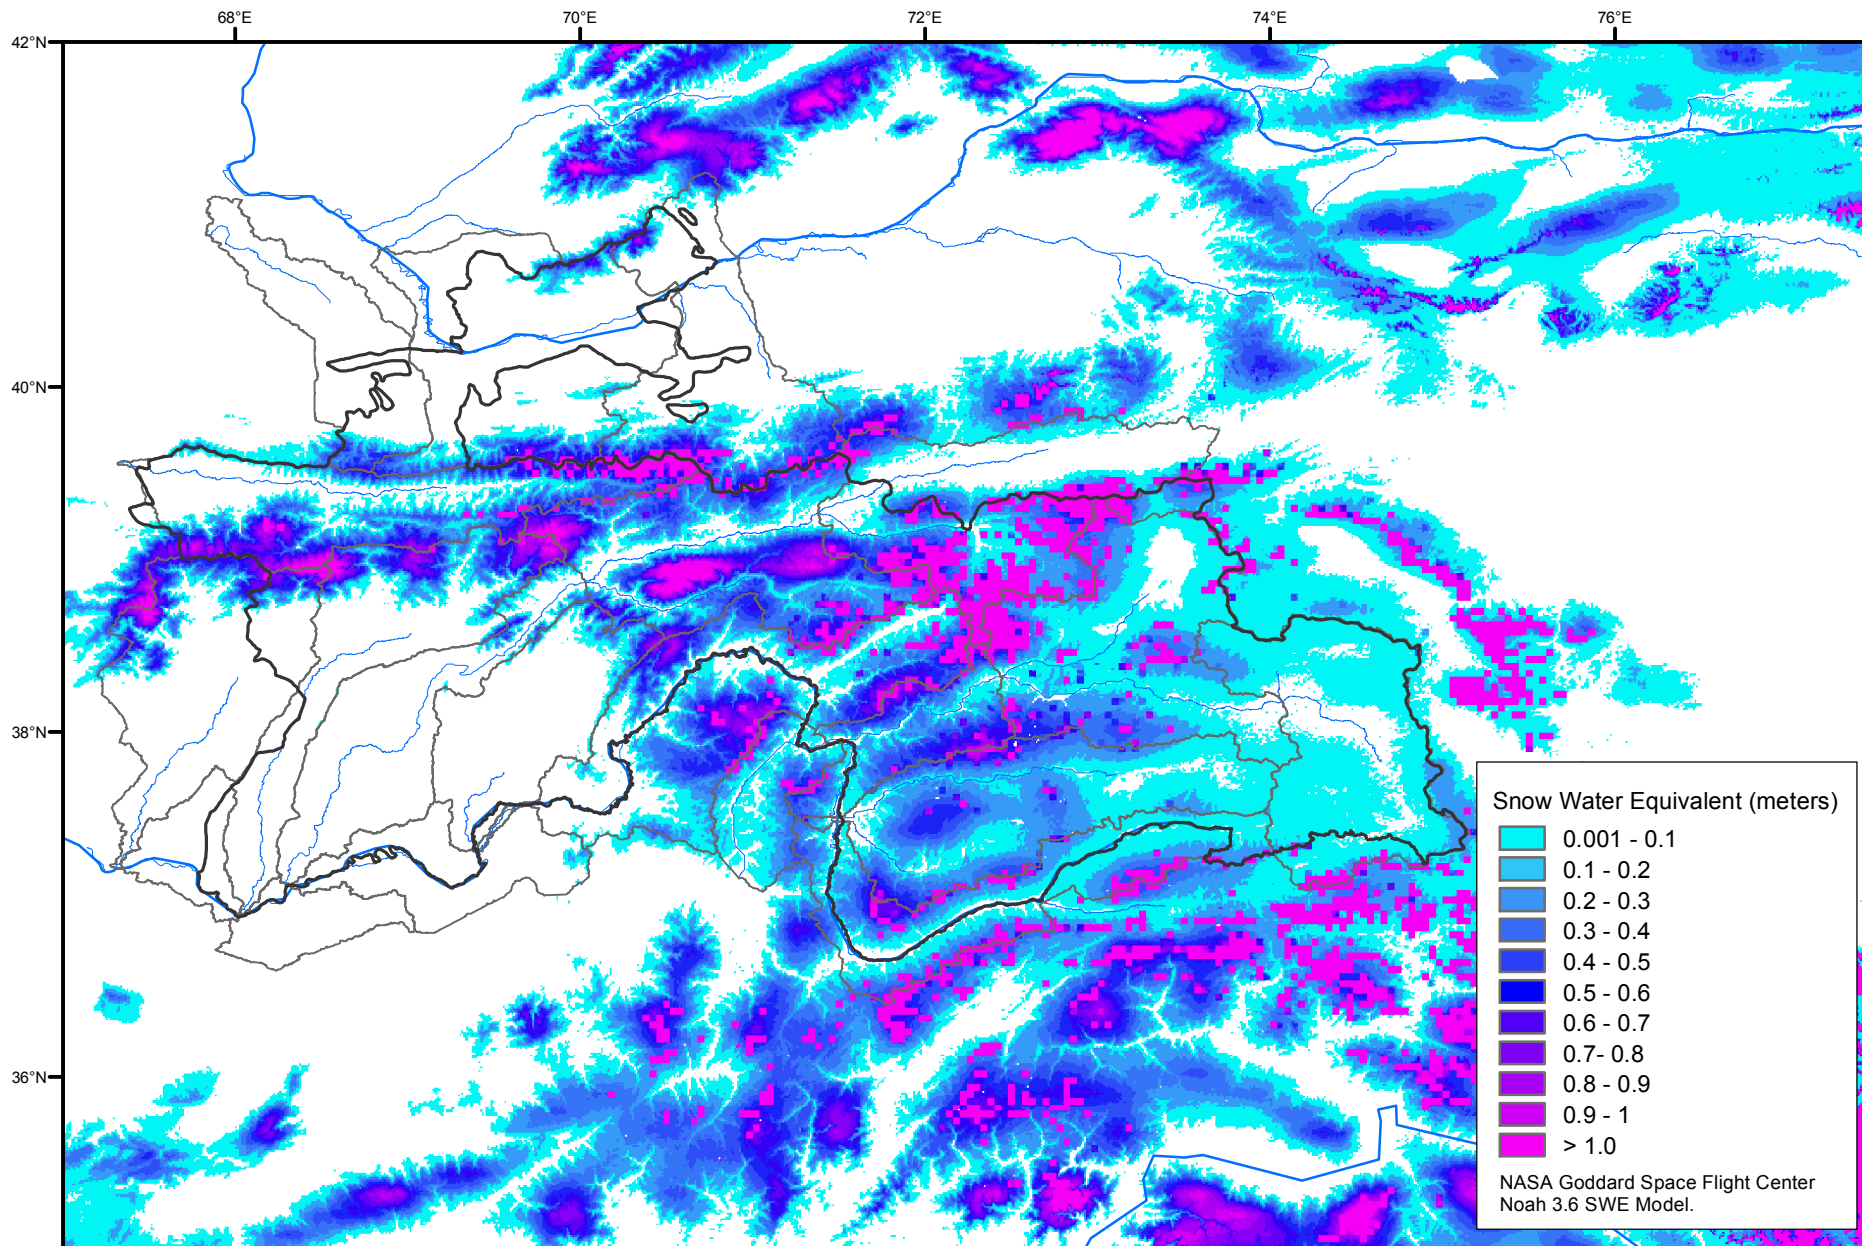 68°E 70°E 72°E 74°E 76°E
42°N
40°N
38°N
36°N
Snow Water Equivalent (meters)
0.001 - 0.1
0.1 - 0.2
0.2 - 0.3
0.3 - 0.4
0.4 - 0.5
0.5 - 0.6
0.6 - 0.7
0.7- 0.8
0.8 - 0.9
0.9 - 1
> 1.0
NASA Goddard Space Flight Center
Noah 3.6 SWE Model.